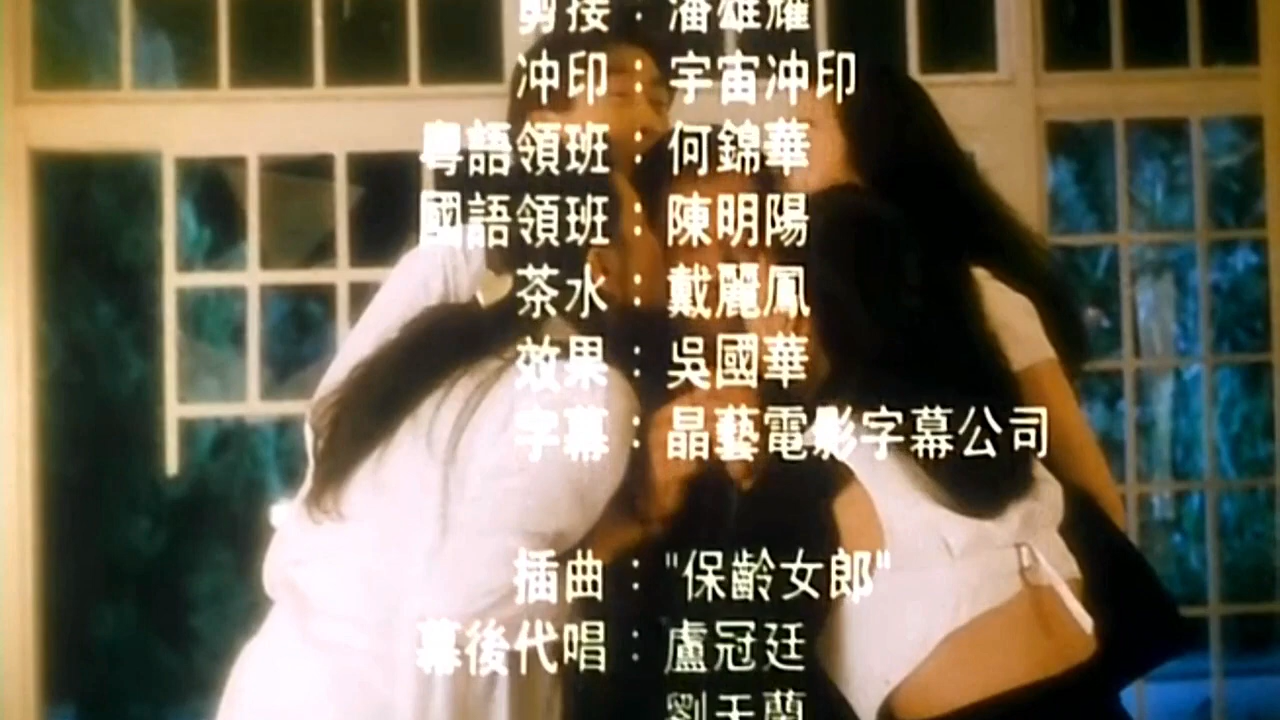 剪接：潘雄耀
冲印：宇宙冲印
粵語領班：何錦華
國語領班：陳明陽
茶水：戴麗鳳
效果：吳國華
字幕：晶藝電影字幕公司
插曲："保齡女郎"
幕後代唱：盧冠廷
劉天蘭